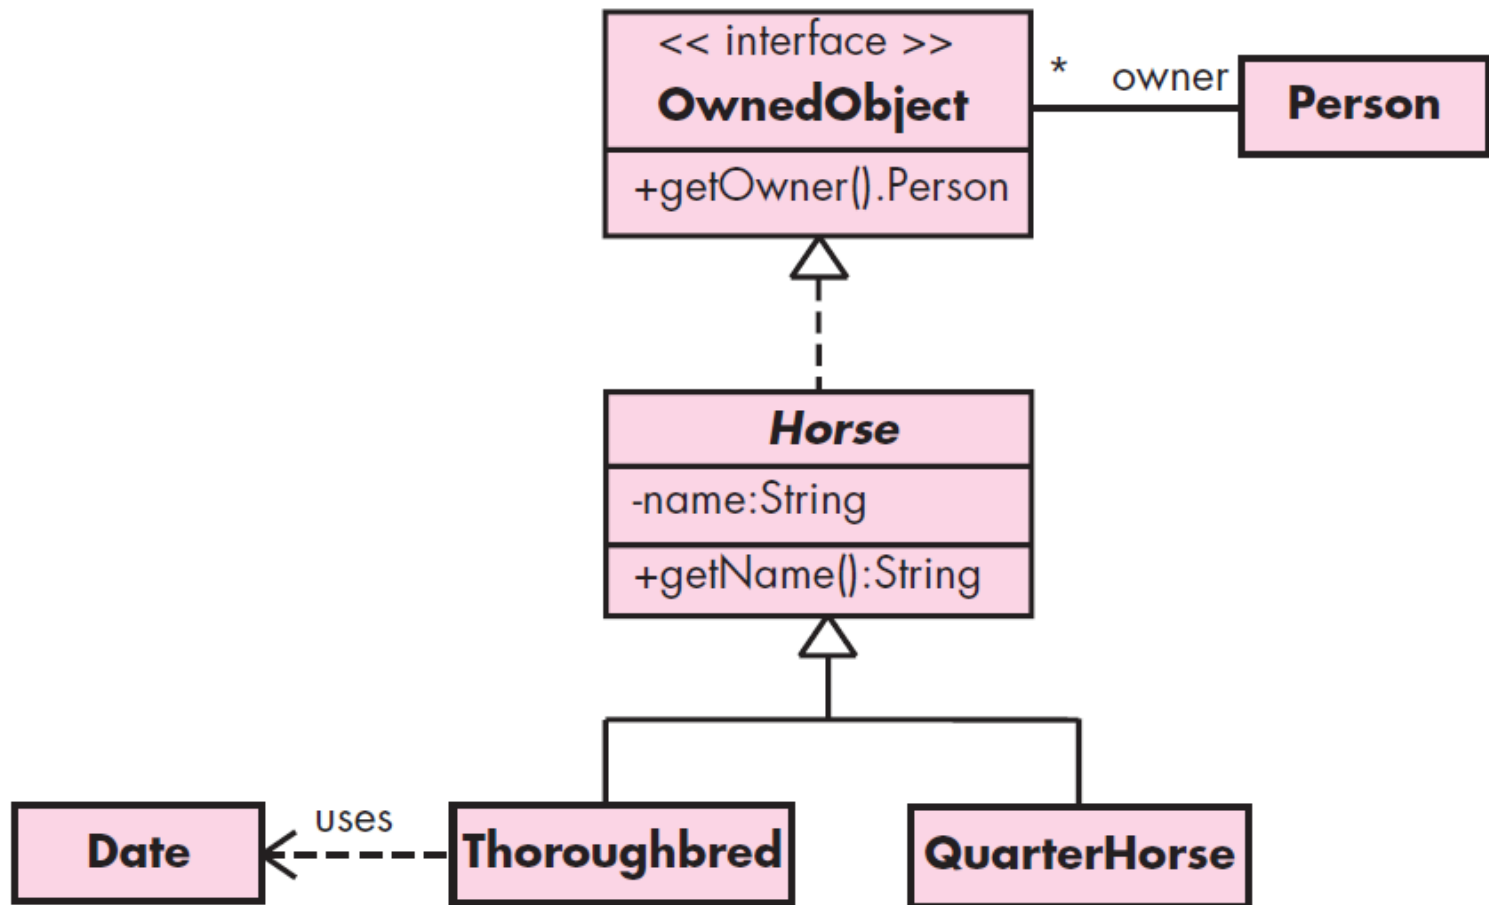 << interface >>
OwnedObject
+getOwner().Person
* owner
Person
Horse
-name:String
+getName():String
Date
uses
Thoroughbred
QuarterHorse